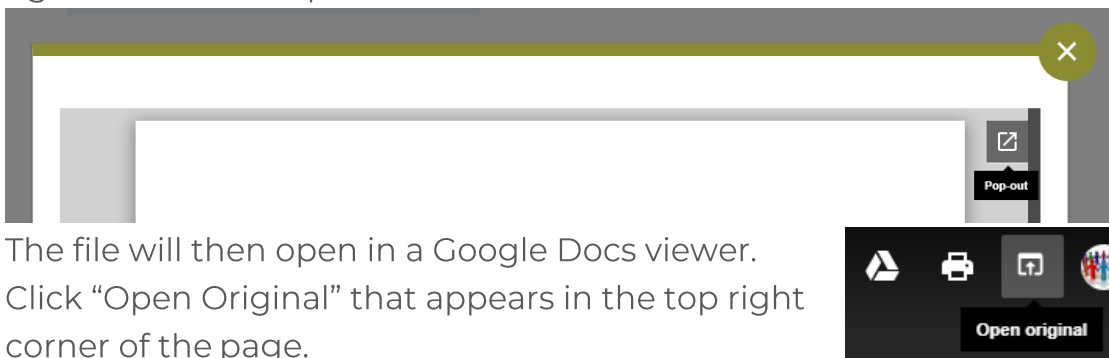 Pop-out
The file will then open in a Google Docs viewer.
Click “Open Original” that appears in the top right
corner of the page.
Open original